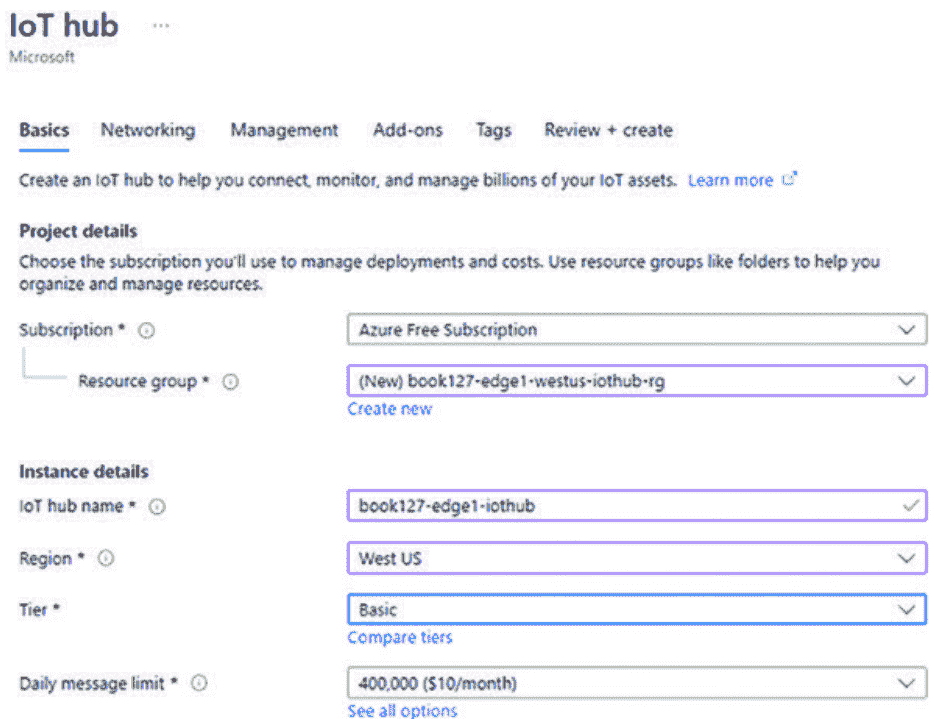 IoT hub ...
Microsoft
Basics Networking Management Add-ons Tags Review + create
Create an IoT hub to help you connect, monitor, and manage billions of your IoT assets. Learn more
Project details
Choose the subscription you'll use to manage deployments and costs. Use resource groups like folders to help you
organize and manage resources.
Subscription * Azure Free Subscription
Resource group * (New) book127-edge1-westus-iothub-rg
Create new
Instance details
IoT hub name * book127-edge1-iothub
Region * West US
Tier * Basic
Compare tiers
Daily message limit * 400,000 ($10/month)
See all options